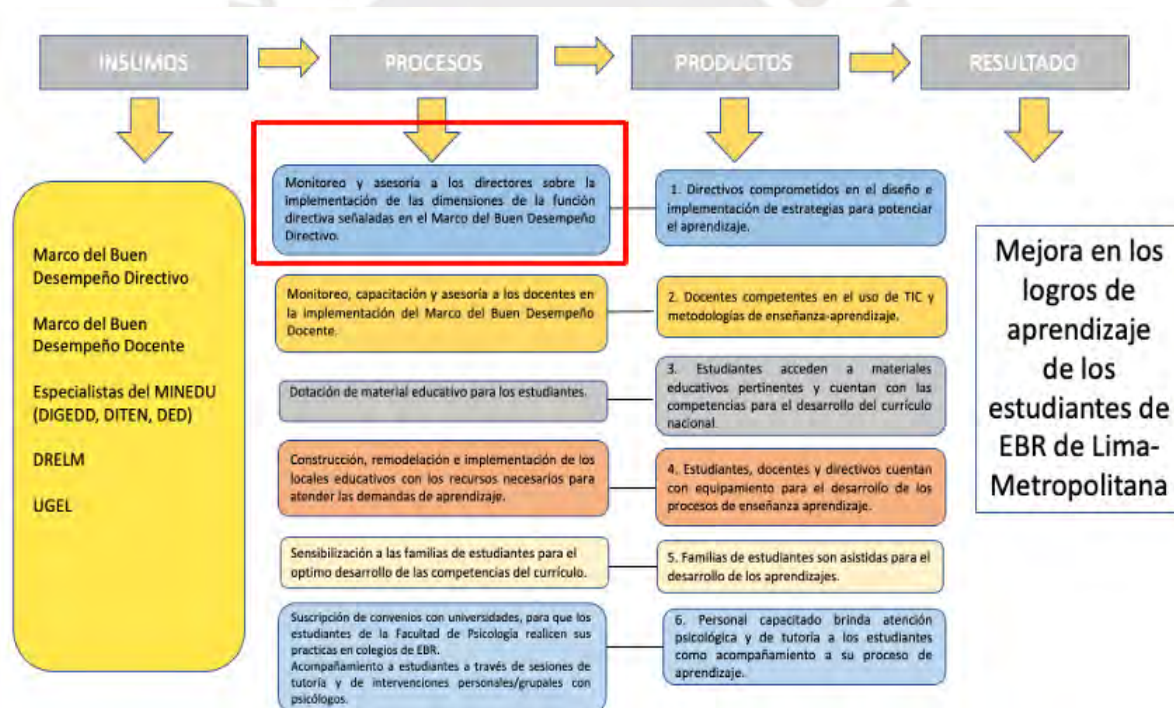 INSUMOS
PROCESOS
PRODUCTOS
RESULTADO
Marco del Buen
Desempeño Directivo
Marco del Buen
Desempeño Docente
Especialistas del MINEDU
(DIGEDD, DITEN, DED)
DRELM
UGEL
Monitoreo y asesoría a los directores sobre la
implementación de las dimensiones de la función
directiva señaladas en el Marco del Buen Desempeño
Directivo.
1. Directivos comprometidos en el diseño e
implementación de estrategias para potenciar
el aprendizaje.
Monitoreo, capacitación y asesoría a los docentes en
la implementación del Marco del Buen Desempeño
Docente.
2. Docentes competentes en el uso de TIC y
metodologías de enseñanza-aprendizaje.
Dotación de material educativo para los estudiantes.
3. Estudiantes acceden a materiales
educativos pertinentes y cuentan con las
competencias para el desarrollo del currículo
nacional.
Construcción, remodelación e implementación de los
locales educativos con los recursos necesarios para
atender las demandas de aprendizaje.
4. Estudiantes, docentes y directivos cuentan
con equipamiento para el desarrollo de los
procesos de enseñanza aprendizaje.
Sensibilización a las familias de estudiantes para el
optimo desarrollo de las competencias del currículo.
5. Familias de estudiantes son asistidas para el
desarrollo de los aprendizajes.
Suscripción de convenios con universidades, para que los
estudiantes de la Facultad de Psicología realicen sus
practicas en colegios de EBR.
Acompañamiento a estudiantes a través de sesiones de
tutoría y de intervenciones personales/grupales con
psicólogos.
6. Personal capacitado brinda atención
psicológica y de tutoría a los estudiantes
como acompañamiento a su proceso de
aprendizaje.
Mejora en los
logros de
aprendizaje
de los
estudiantes de
EBR de Lima-
Metropolitana